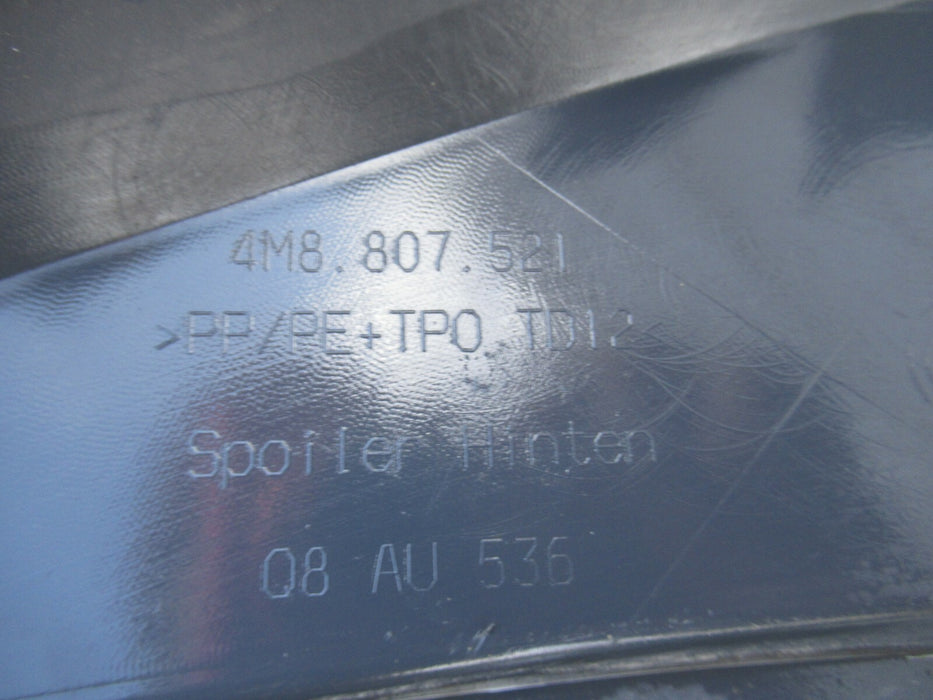 4M8.807.521
>PP/PE+TPO TD12<
Spoiler Hinten
Q8 AU 536